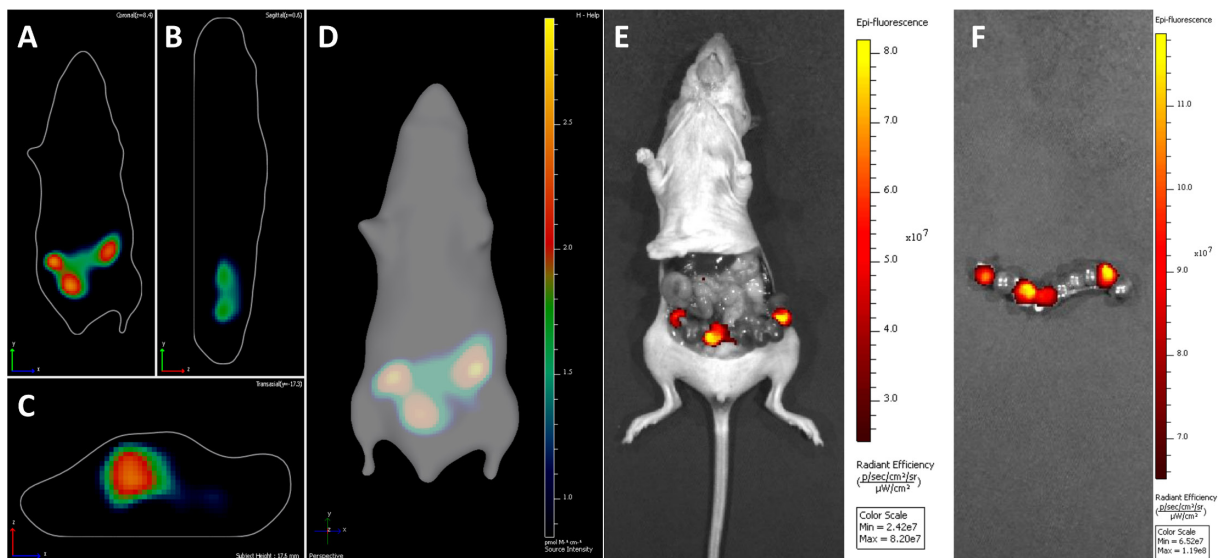 A
Coronal(z=8.4)
B
Sagittal(x=0.6)
C
Transaxial(y=-17.3)
Subject Height : 17.6 mm
D
H - Help
2.5
2.0
1.5
1.0
pmol M⁻¹ cm⁻¹
Source Intensity
Perspective
y
z
x
E
Epi-fluorescence
8.0
7.0
6.0
x10⁷
5.0
4.0
3.0
Radiant Efficiency
(p/sec/cm²/sr
µW/cm²)
Color Scale
Min = 2.42e7
Max = 8.20e7
F
Epi-fluorescence
11.0
10.0
x10⁷
9.0
8.0
7.0
Radiant Efficiency
(p/sec/cm²/sr
µW/cm²)
Color Scale
Min = 6.52e7
Max = 1.19e8